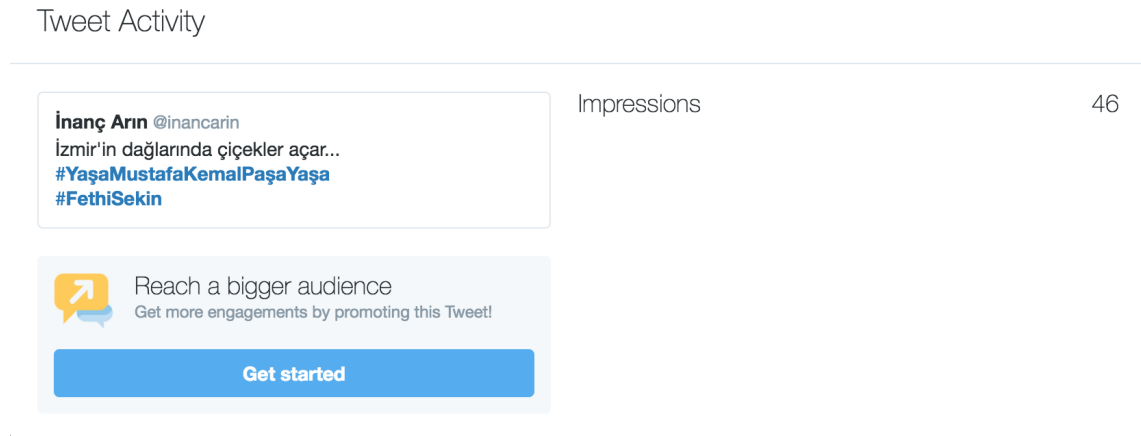 Tweet Activity
İnanç Arın @inancarin
İzmir'in dağlarında çiçekler açar...
#YaşaMustafaKemalPaşaYaşa
#FethiSekin
Impressions 46
Reach a bigger audience
Get more engagements by promoting this Tweet!
Get started